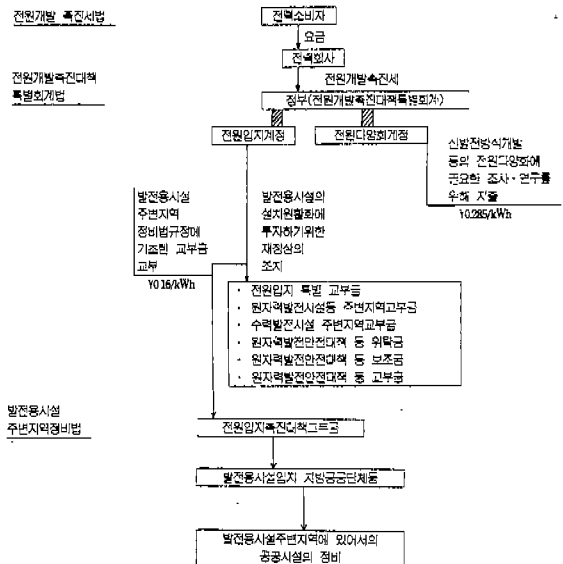 전원개발 촉진세법
전력소비자
요금
전력회사
전원개발촉진세
전원개발촉진대책
특별회계법
정부(전원개발촉진대책특별회계)
전원입지계정
전원다양화계정
신발전방식개발
등의 전원다양화에
필요한 조사·연구를
위해 지출
¥0.285/kWh
발전용시설
주변지역
정비법규정에
기초한 교부금
교부
¥0.16/kWh
발전용시설의
설치원활화에
투자하기위한
재정상의
조치
· 전원입지 특별 교부금
· 원자력발전시설등 주변지역교부금
· 수력발전시설 주변지역교부금
· 원자력발전안전대책 등 위탁금
· 원자력발전안전대책 등 보조금
· 원자력발전안전대책 등 교부금
발전용시설
주변지역정비법
전원입지촉진대책교부금
발전용시설입지 지방공공단체등
발전용시설주변지역에 있어서의
공공시설의 정비